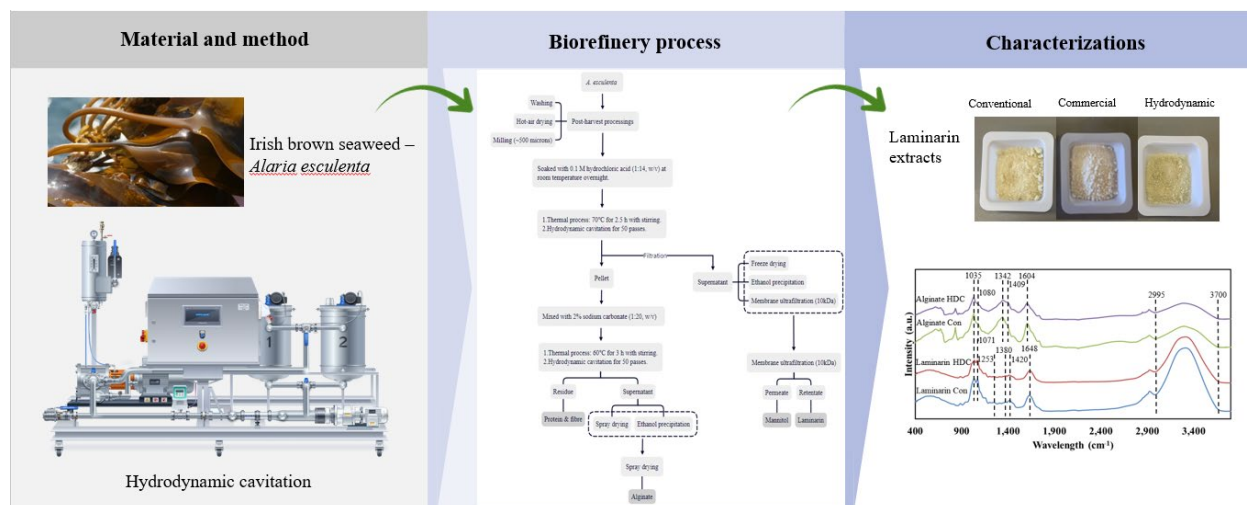 Material and method
Irish brown seaweed –
Alaria esculenta
1
2
Hydrodynamic cavitation
Biorefinery process
A. esculenta
Washing
Hot-air drying
Milling (~500 microns)
Post-harvest processings
Soaked with 0.1 M hydrochloric acid (1:14, w/v) at
room temperature overnight.
1.Thermal process: 70°C for 2.5 h with stirring.
2.Hydrodynamic cavitation for 50 passes.
Filtration
Pellet
Supernatant
Freeze drying
Ethanol precipitation
Membrane ultrafiltration (10kDa)
Mixed with 2% sodium carbonate (1:20, w/v)
1.Thermal process: 60°C for 3 h with stirring.
2.Hydrodynamic cavitation for 50 passes.
Membrane ultrafiltration (10kDa)
Residue
Supernatant
Permeate
Retentate
Protein & fibre
Mannitol
Laminarin
Spray drying
Ethanol precipitation
Spray drying
Alginate
Characterizations
Conventional
Commercial
Hydrodynamic
Laminarin
extracts
1035
1342
1604
1080
1409
2995
3700
Alginate HDC
Alginate Con
1071
1380
1648
1253
1420
Laminarin HDC
Laminarin Con
Intensity (a.u.)
400
900
1,400
1,900
2,400
2,900
3,400
Wavelength (cm-1)